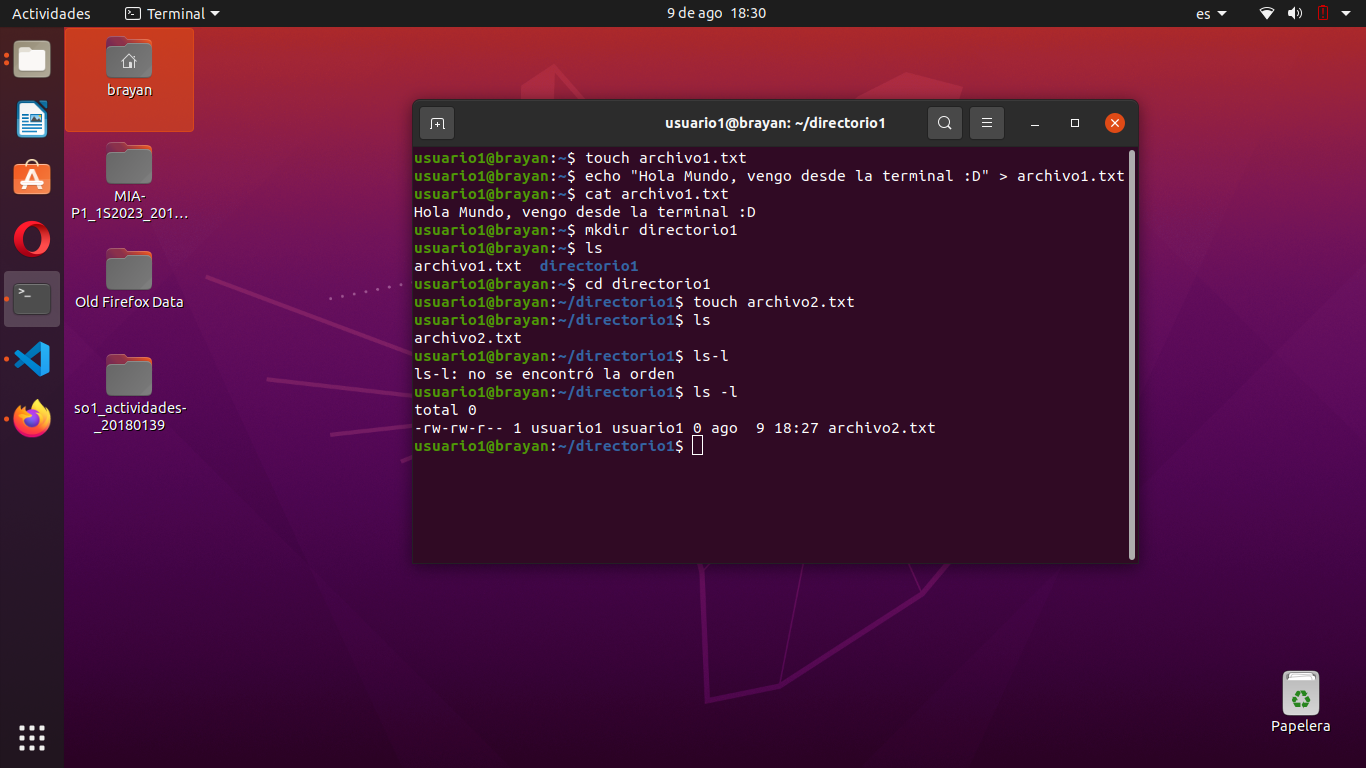 Actividades
Terminal
9 de ago 18:30
es
brayan
MIA-
P1_1S2023_201...
Old Firefox Data
so1_actividades-
_20180139
usuario1@brayan: ~/directorio1
usuario1@brayan:~$ touch archivo1.txt
usuario1@brayan:~$ echo "Hola Mundo, vengo desde la terminal :D" > archivo1.txt
usuario1@brayan:~$ cat archivo1.txt
Hola Mundo, vengo desde la terminal :D
usuario1@brayan:~$ mkdir directorio1
usuario1@brayan:~$ ls
archivo1.txt  directorio1
usuario1@brayan:~$ cd directorio1
usuario1@brayan:~/directorio1$ touch archivo2.txt
usuario1@brayan:~/directorio1$ ls
archivo2.txt
usuario1@brayan:~/directorio1$ ls-l
ls-l: no se encontró la orden
usuario1@brayan:~/directorio1$ ls -l
total 0
-rw-rw-r-- 1 usuario1 usuario1 0 ago  9 18:27 archivo2.txt
usuario1@brayan:~/directorio1$
Papelera